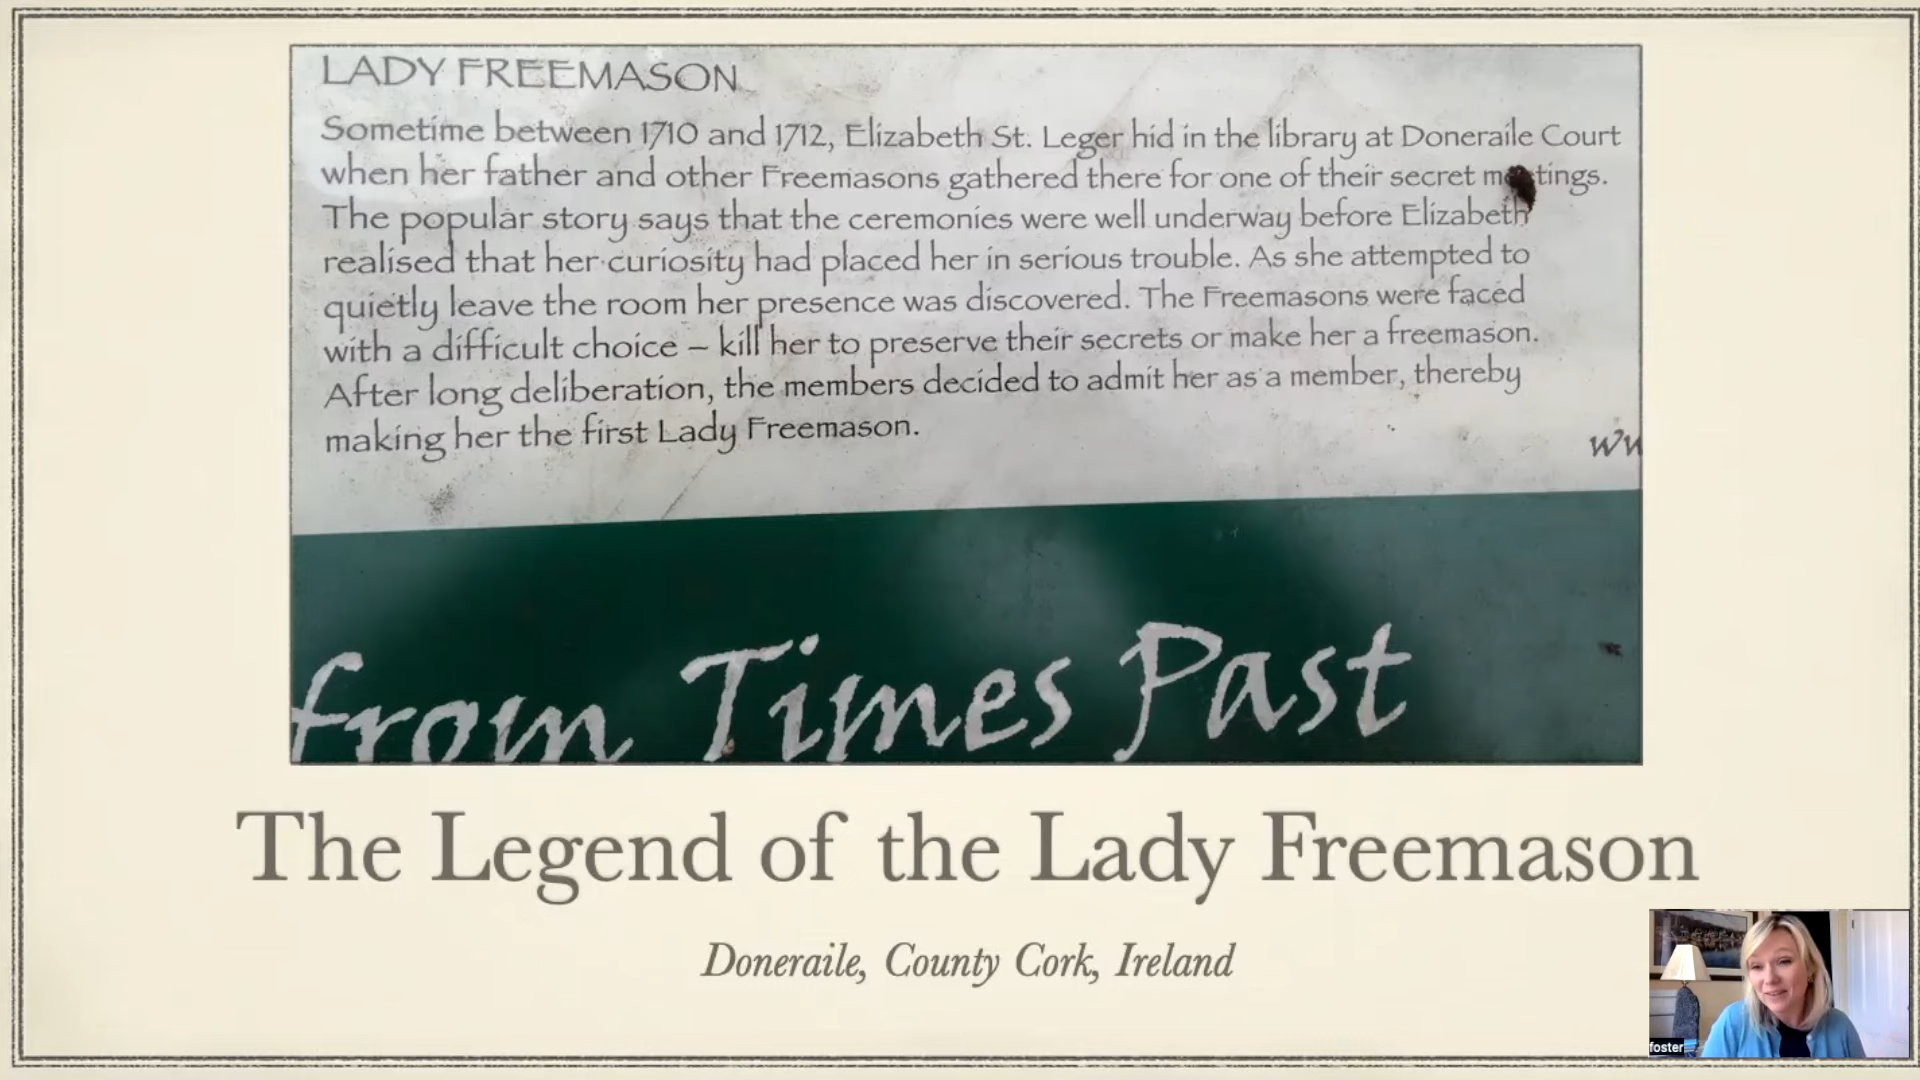 LADY FREEMASON
Sometime between 1710 and 1712, Elizabeth St. Leger hid in the library at Doneraile Court
when her father and other Freemasons gathered there for one of their secret meetings.
The popular story says that the ceremonies were well underway before Elizabeth
realised that her curiosity had placed her in serious trouble. As she attempted to
quietly leave the room her presence was discovered. The Freemasons were faced
with a difficult choice – kill her to preserve their secrets or make her a freemason.
After long deliberation, the members decided to admit her as a member, thereby
making her the first Lady Freemason.
from Times Past
The Legend of the Lady Freemason
Doneraile, County Cork, Ireland
foster